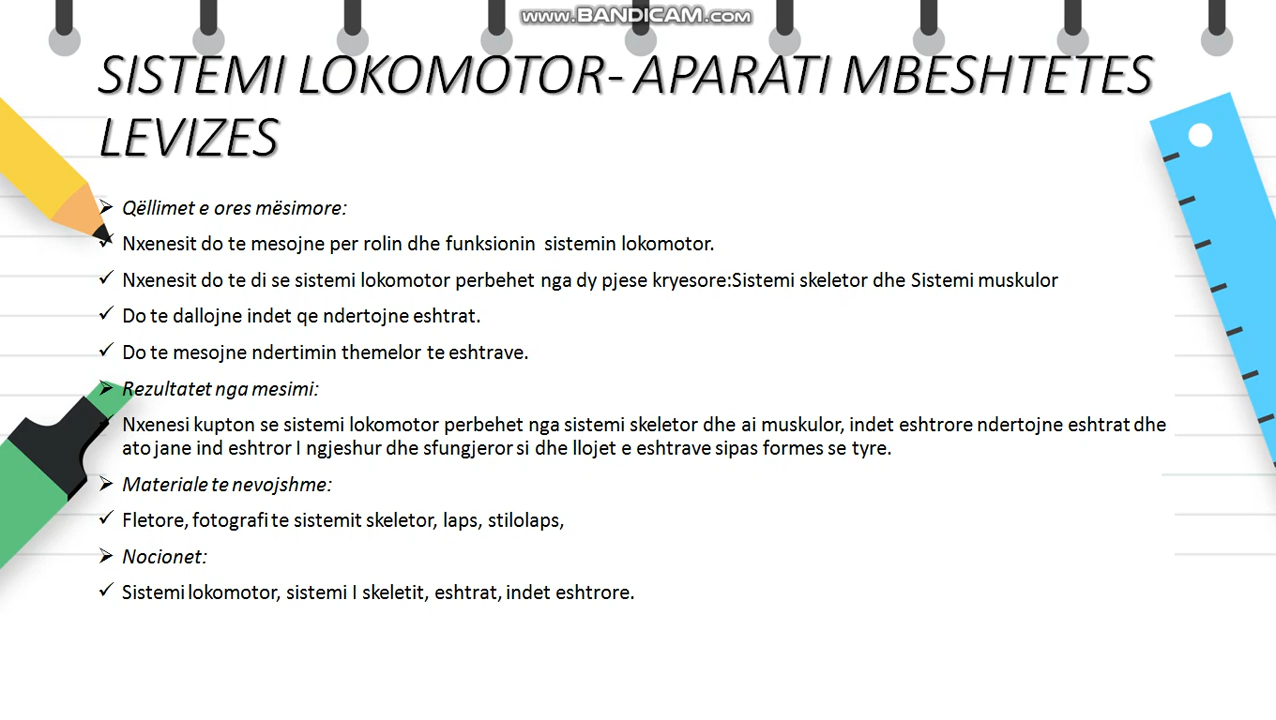 www.BANDICAM.com
SISTEMI LOKOMOTOR- APARATI MBESHTETES
LEVIZES
Qëllimet e ores mësimore:
Nxenesit do te mesojne per rolin dhe funksionin sistemin lokomotor.
Nxenesit do te di se sistemi lokomotor perbehet nga dy pjese kryesore:Sistemi skeletor dhe Sistemi muskulor
Do te dallojne indet qe ndertojne eshtrat.
Do te mesojne ndertimin themelor te eshtrave.
Rezultatet nga mesimi:
Nxenesi kupton se sistemi lokomotor perbehet nga sistemi skeletor dhe ai muskulor, indet eshtrore ndertojne eshtrat dhe
ato jane ind eshtror I ngjeshur dhe sfungjeror si dhe llojet e eshtrave sipas formes se tyre.
Materiale te nevojshme:
Fletore, fotografi te sistemit skeletor, laps, stilolaps,
Nocionet:
Sistemi lokomotor, sistemi I skeletit, eshtrat, indet eshtrore.